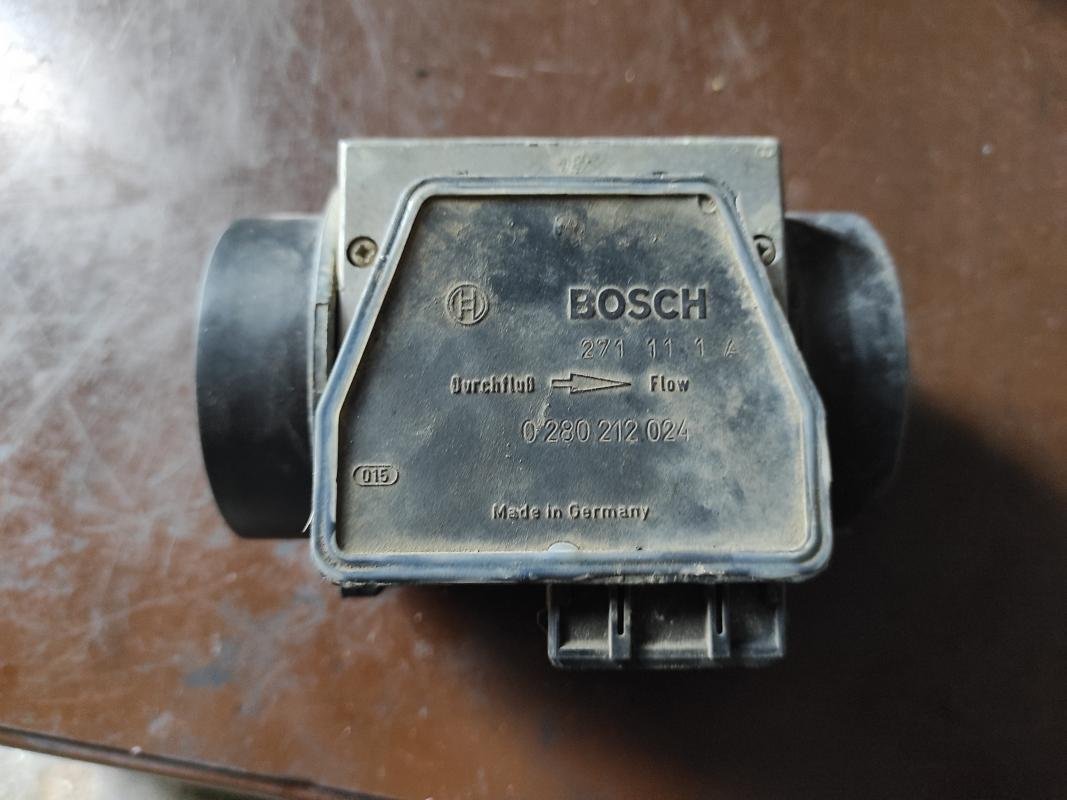 BOSCH
271 11 1 A
Durchfluß Flow
0 280 212 024
015
Made in Germany